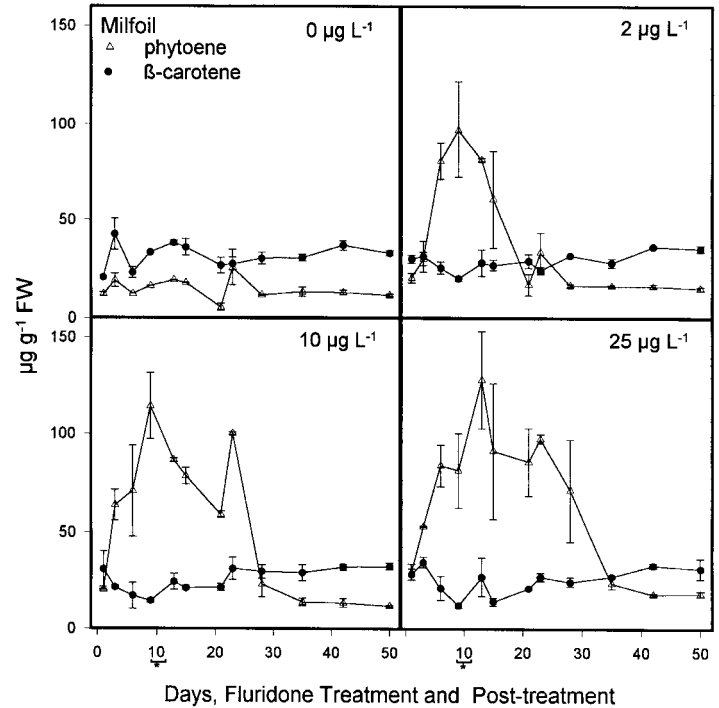 Milfoil
△ phytoene
● ß-carotene
0 µg L⁻¹
2 µg L⁻¹
10 µg L⁻¹
25 µg L⁻¹
150
100
50
0
150
100
50
0
µg g⁻¹ FW
0 10 20 30 40 50
0 10 20 30 40 50
*
*
Days, Fluridone Treatment and Post-treatment